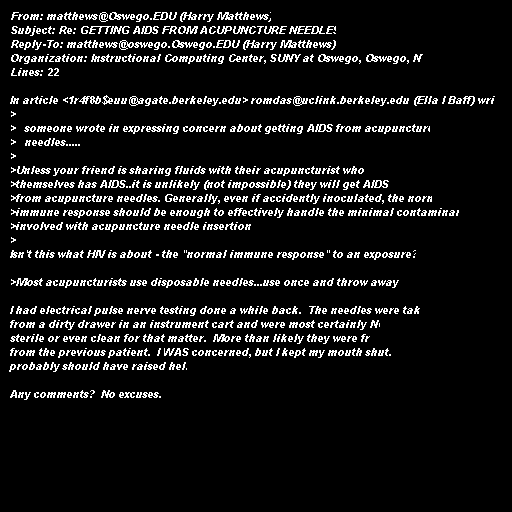 From: matthews@Oswego.EDU (Harry Matthews)
Subject: Re: GETTING AIDS FROM ACUPUNCTURE NEEDLES
Reply-To: matthews@oswego.Oswego.EDU (Harry Matthews)
Organization: Instructional Computing Center, SUNY at Oswego, Oswego, N
Lines: 22

In article <1r4f8b$euu@agate.berkeley.edu> romdas@uclink.berkeley.edu (Ella I Baff) wri
>
> someone wrote in expressing concern about getting AIDS from acupuncture
> needles.....
>
>Unless your friend is sharing fluids with their acupuncturist who
>themselves has AIDS..it is unlikely (not impossible) they will get AIDS
>from acupuncture needles. Generally, even if accidently inoculated, the norm
>immune response should be enough to effectively handle the minimal contaminan
>involved with acupuncture needle insertion
>
Isn't this what HIV is about - the "normal immune response" to an exposure?

>Most acupuncturists use disposable needles...use once and throw away

I had electrical pulse nerve testing done a while back. The needles were tak
from a dirty drawer in an instrument cart and were most certainly N
sterile or even clean for that matter. More than likely they were fr
from the previous patient. I WAS concerned, but I kept my mouth shut.
probably should have raised hel

Any comments? No excuses.